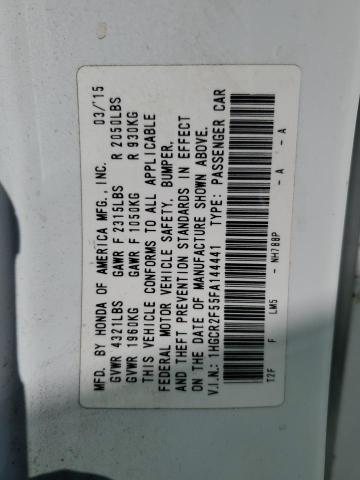 MFD. BY HONDA OF AMERICA MFG., INC. 03/'15
GVWR 4321LBS GAWR F 2315LBS R 2050LBS
GVWR 1960KG GAWR F 1050KG R 930KG
THIS VEHICLE CONFORMS TO ALL APPLICABLE
FEDERAL MOTOR VEHICLE SAFETY, BUMPER,
AND THEFT PREVENTION STANDARDS IN EFFECT
ON THE DATE OF MANUFACTURE SHOWN ABOVE.
V.I.N.: 1HGCR2F55FA144441 TYPE: PASSENGER CAR
T2F F LM5 - NH788P - A - A